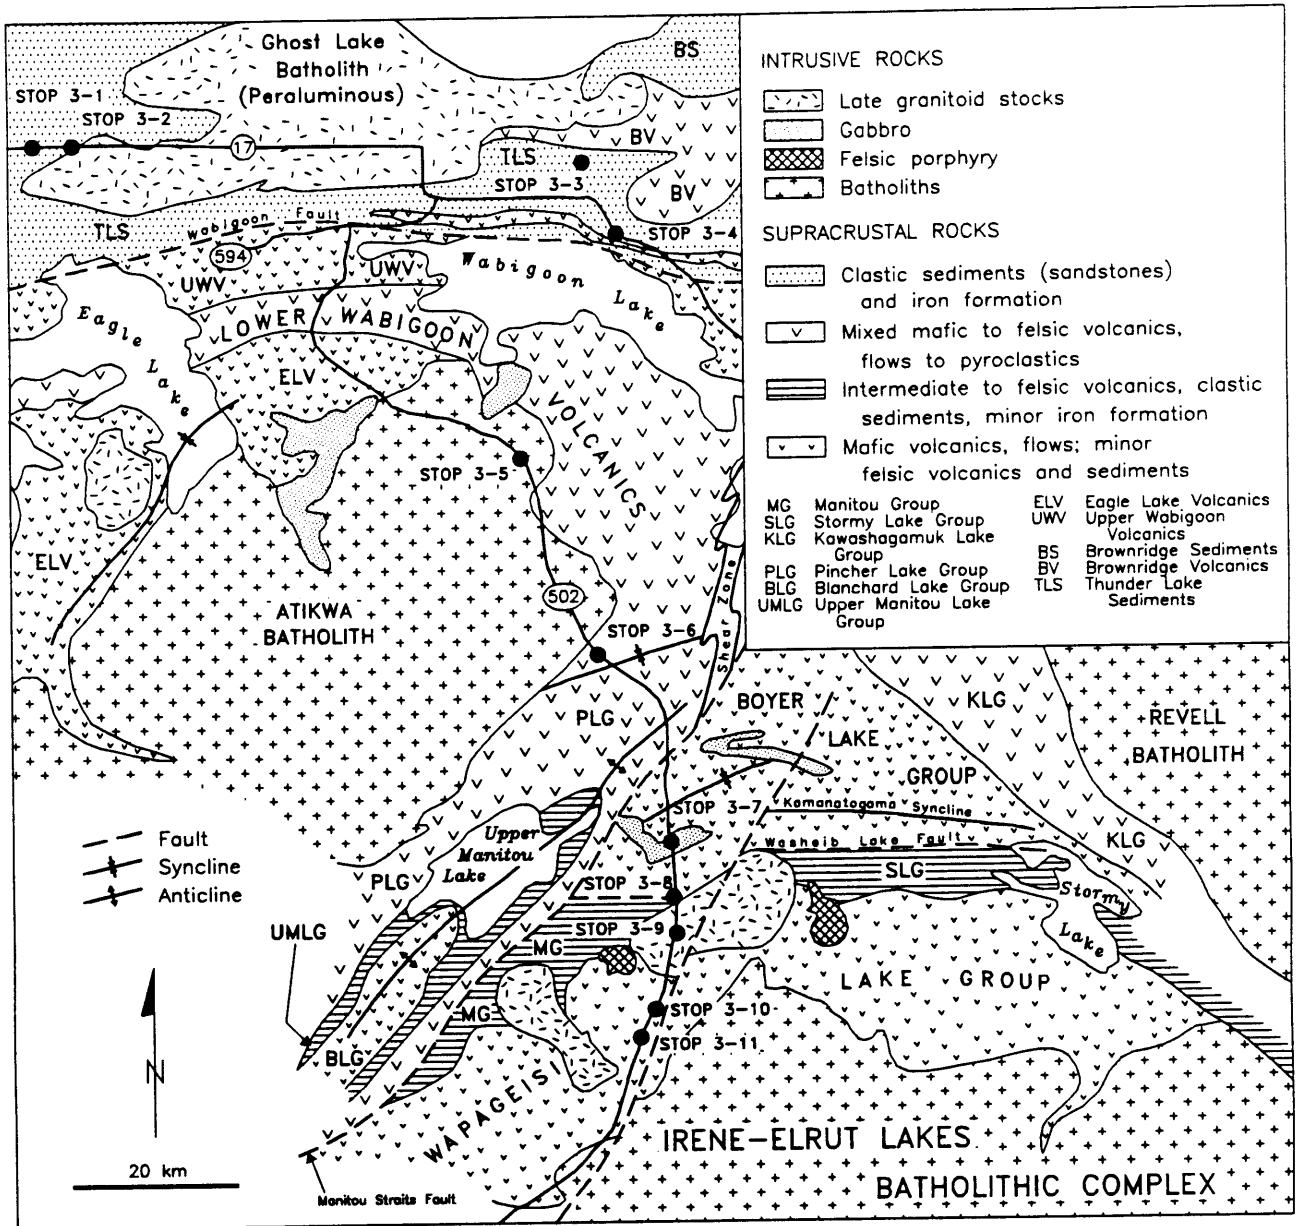 Ghost Lake
Batholith
(Peraluminous)
BS
STOP 3-1
STOP 3-2
17
BV
TLS
STOP 3-3
BV
TLS
Wabigoon Fault
STOP 3-4
594
UWV
UWV
Wabigoon
Lake
Eagle
Lake
LOWER WABIGOON
VOLCANICS
ELV
STOP 3-5
ELV
ATIKWA
BATHOLITH
502
STOP 3-6
Shear Zone
PLG
BOYER
LAKE
GROUP
KLG
REVELL
BATHOLITH
STOP 3-7
Kamanatogama Syncline
Washeib Lake Fault
KLG
Upper
Manitou
Lake
PLG
STOP 3-8
SLG
Stormy
Lake
STOP 3-9
UMLG
MG
LAKE GROUP
MG
STOP 3-10
STOP 3-11
BLG
WAPAGEISI
IRENE-ELRUT LAKES
BATHOLITHIC COMPLEX
Manitou Straits Fault
Fault
Syncline
Anticline
N
20 km
INTRUSIVE ROCKS
Late granitoid stocks
Gabbro
Felsic porphyry
Batholiths
SUPRACRUSTAL ROCKS
Clastic sediments (sandstones)
and iron formation
Mixed mafic to felsic volcanics,
flows to pyroclastics
Intermediate to felsic volcanics, clastic
sediments, minor iron formation
Mafic volcanics, flows; minor
felsic volcanics and sediments
MG Manitou Group
SLG Stormy Lake Group
KLG Kawashagamuk Lake
Group
PLG Pincher Lake Group
BLG Blanchard Lake Group
UMLG Upper Manitou Lake
Group
ELV Eagle Lake Volcanics
UWV Upper Wabigoon
Volcanics
BS Brownridge Sediments
BV Brownridge Volcanics
TLS Thunder Lake
Sediments